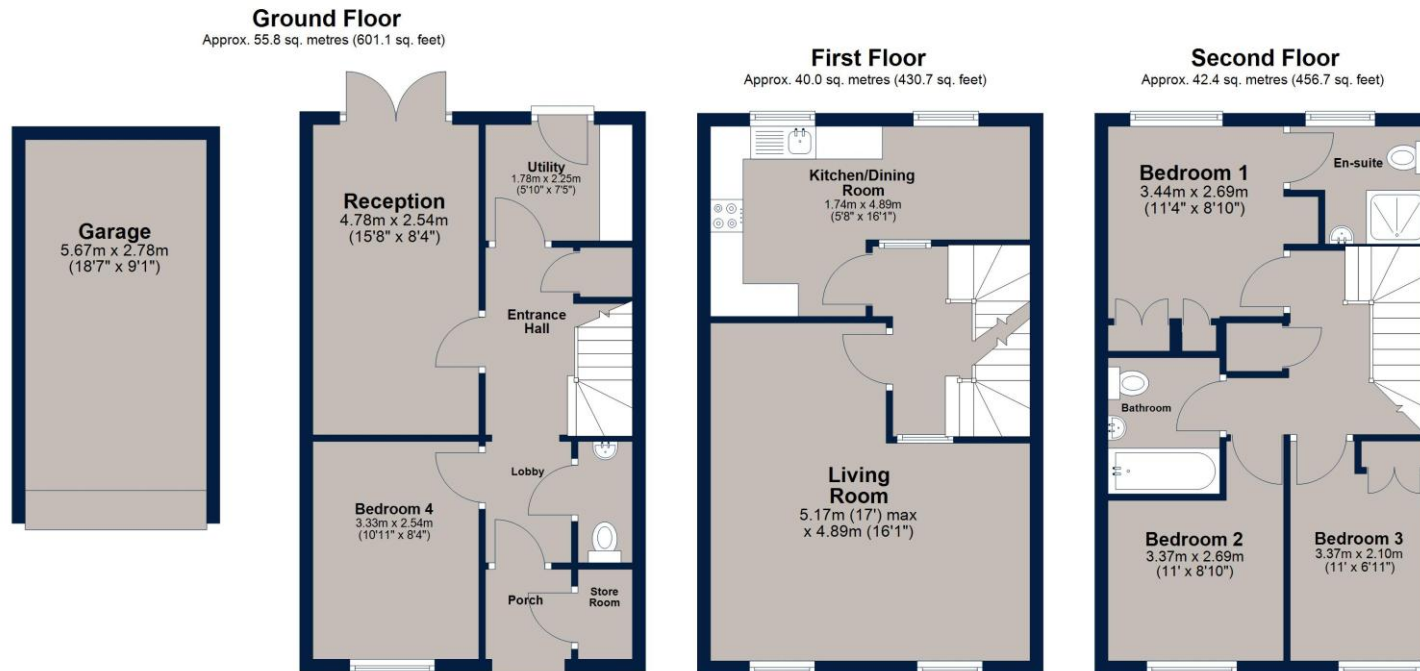 Ground Floor
Approx. 55.8 sq. metres (601.1 sq. feet)
Garage
5.67m x 2.78m
(18'7" x 9'1")
Reception
4.78m x 2.54m
(15'8" x 8'4")
Utility
1.78m x 2.25m
(5'10" x 7'5")
Entrance
Hall
Lobby
Bedroom 4
3.33m x 2.54m
(10'11" x 8'4")
Porch
Store
Room
First Floor
Approx. 40.0 sq. metres (430.7 sq. feet)
Kitchen/Dining
Room
1.74m x 4.89m
(5'8" x 16'1")
Living
Room
5.17m (17') max
x 4.89m (16'1")
Second Floor
Approx. 42.4 sq. metres (456.7 sq. feet)
Bedroom 1
3.44m x 2.69m
(11'4" x 8'10")
En-suite
Bathroom
Bedroom 2
3.37m x 2.69m
(11' x 8'10")
Bedroom 3
3.37m x 2.10m
(11' x 6'11")